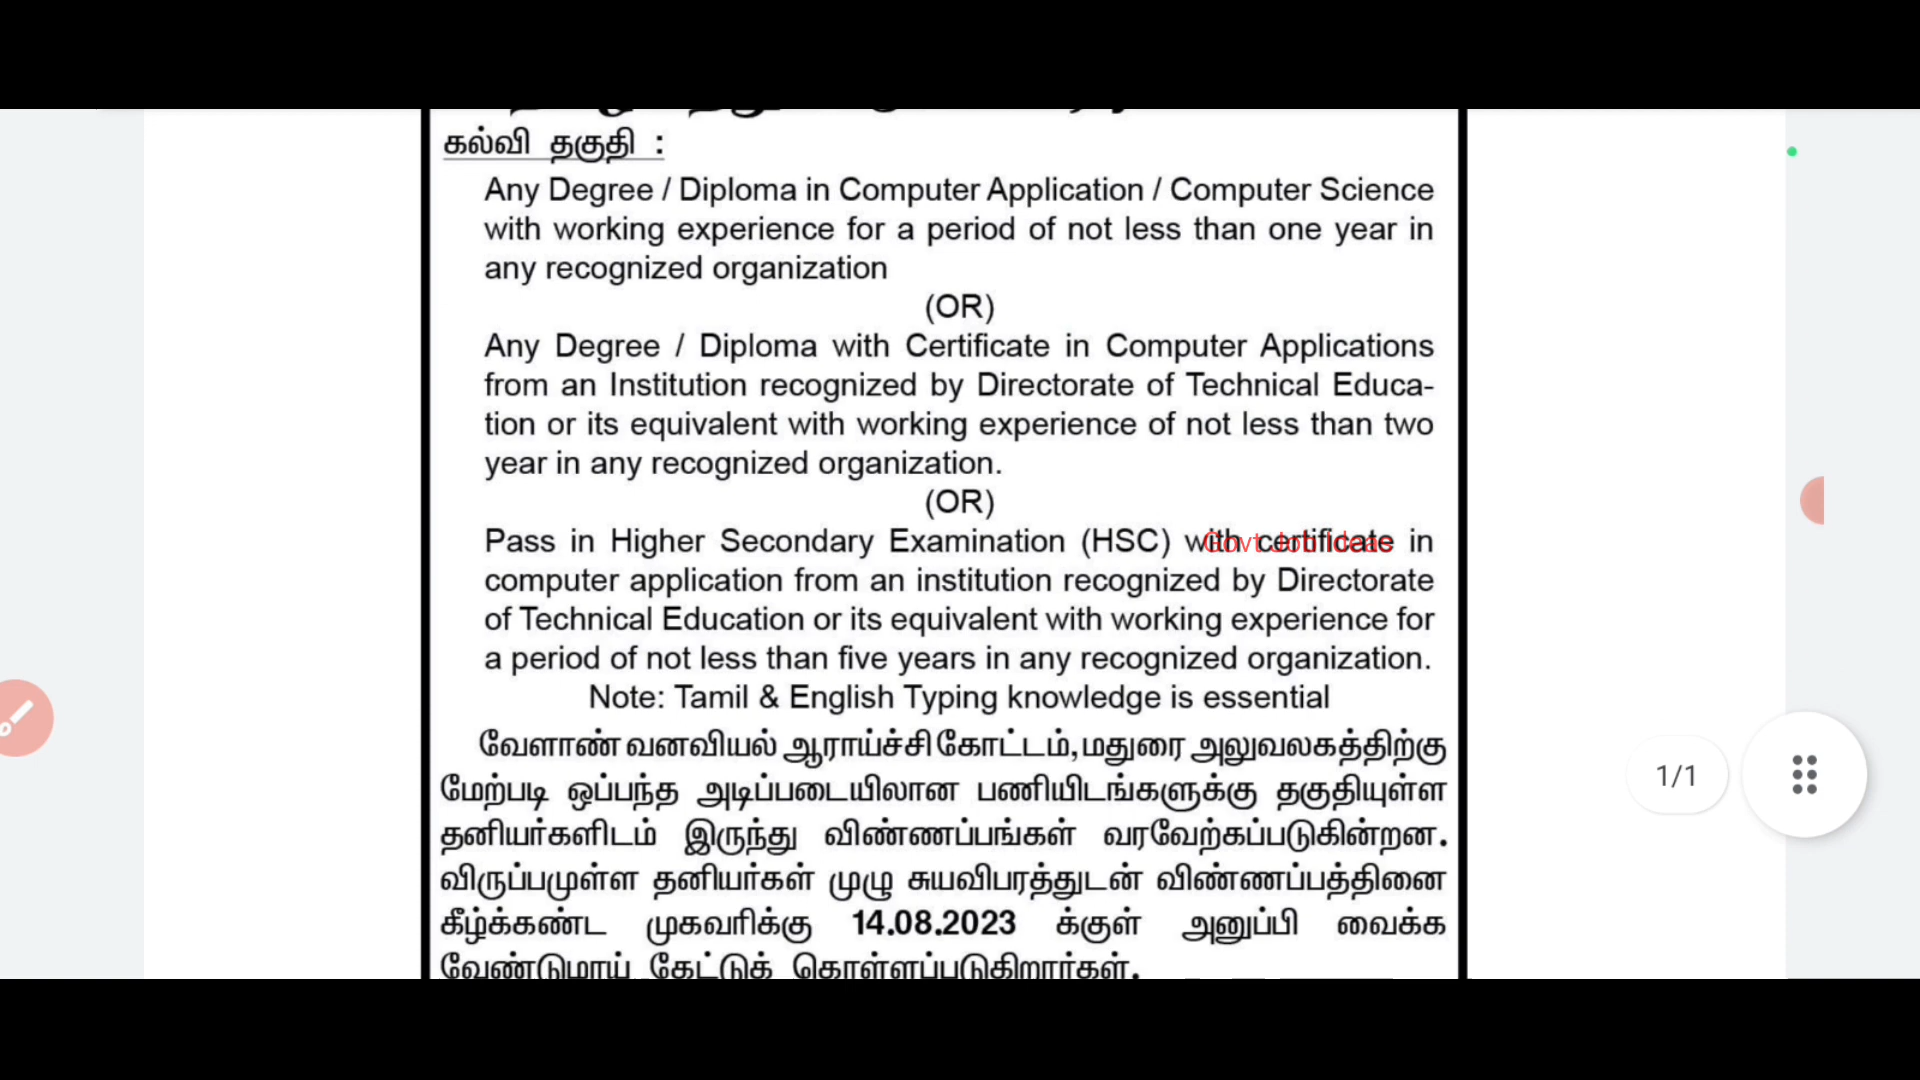 கல்வி தகுதி :
Any Degree / Diploma in Computer Application / Computer Science
with working experience for a period of not less than one year in
any recognized organization
(OR)
Any Degree / Diploma with Certificate in Computer Applications
from an Institution recognized by Directorate of Technical Educa-
tion or its equivalent with working experience of not less than two
year in any recognized organization.
(OR)
Pass in Higher Secondary Examination (HSC) with certificate in
Govt Job Ideas
computer application from an institution recognized by Directorate
of Technical Education or its equivalent with working experience for
a period of not less than five years in any recognized organization.
Note: Tamil & English Typing knowledge is essential
வேளாண் வனவியல் ஆராய்ச்சி கோட்டம், மதுரை அலுவலகத்திற்கு
மேற்படி ஒப்பந்த அடிப்படையிலான பணியிடங்களுக்கு தகுதியுள்ள
1/1
தனியர்களிடம் இருந்து விண்ணப்பங்கள் வரவேற்கப்படுகின்றன.
விருப்பமுள்ள தனியர்கள் முழு சுயவிபரத்துடன் விண்ணப்பத்தினை
கீழ்க்கண்ட முகவரிக்கு 14.08.2023 க்குள் அனுப்பி வைக்க
வேண்டுமாய் கேட்டுக் கொள்ளப்படுகிறார்கள்.